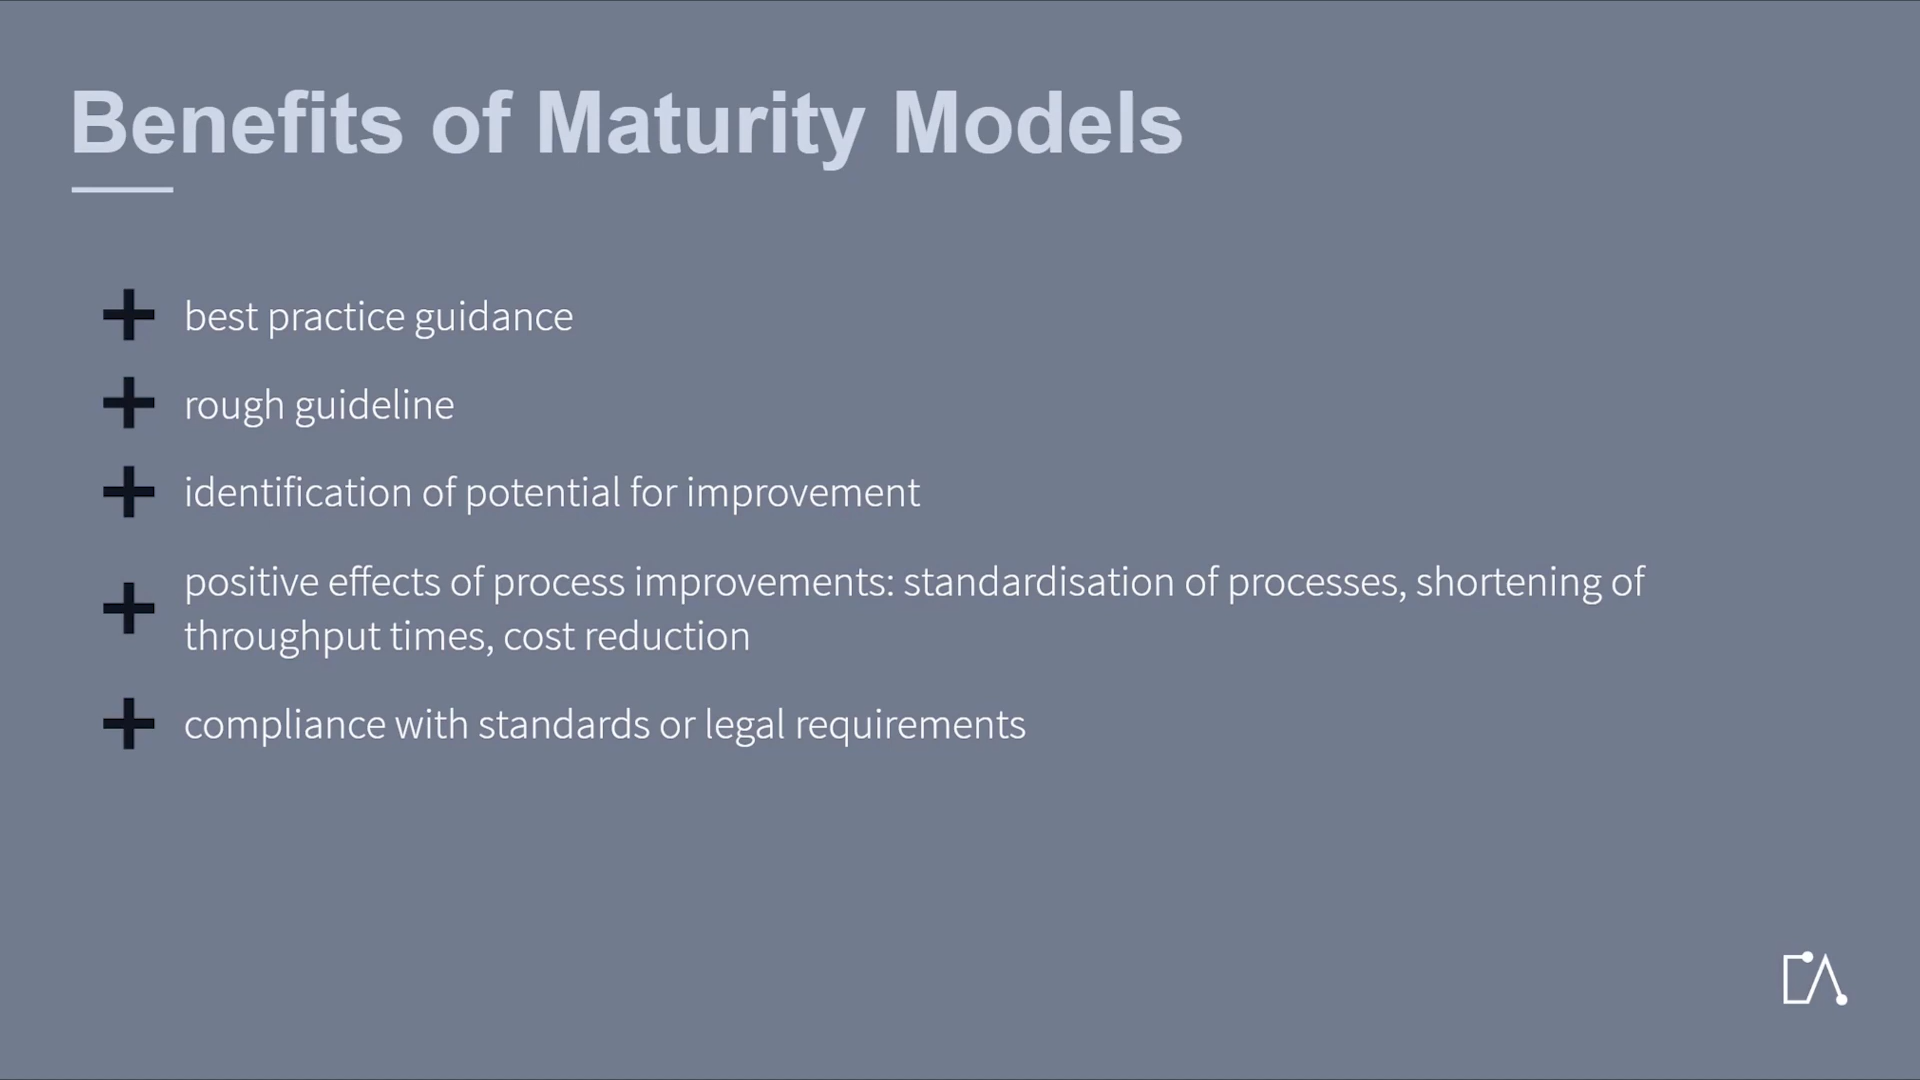 Benefits of Maturity Models
best practice guidance
rough guideline
identification of potential for improvement
positive effects of process improvements: standardisation of processes, shortening of
throughput times, cost reduction
compliance with standards or legal requirements